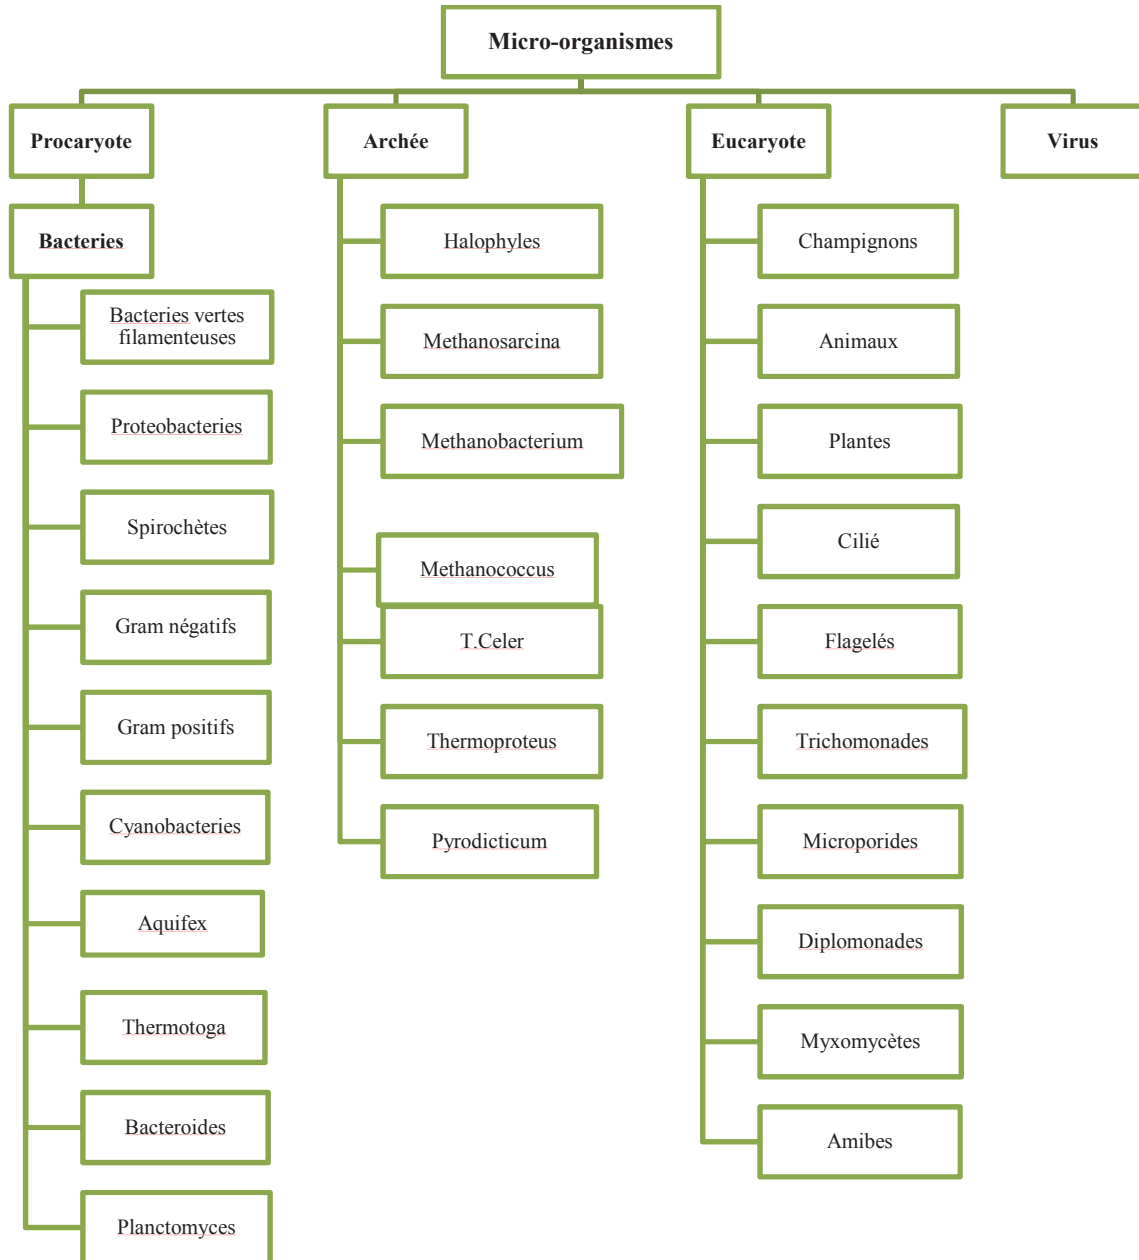 Micro-organismes
Procaryote
Archée
Eucaryote
Virus
Bacteries
Bacteries vertes
filamenteuses
Proteobacteries
Spirochètes
Gram négatifs
Gram positifs
Cyanobacteries
Aquifex
Thermotoga
Bacteroides
Planctomyces
Halophyles
Methanosarcina
Methanobacterium
Methanococcus
T.Celer
Thermoproteus
Pyrodicticum
Champignons
Animaux
Plantes
Cilié
Flagelés
Trichomonades
Microporides
Diplomonades
Myxomycètes
Amibes